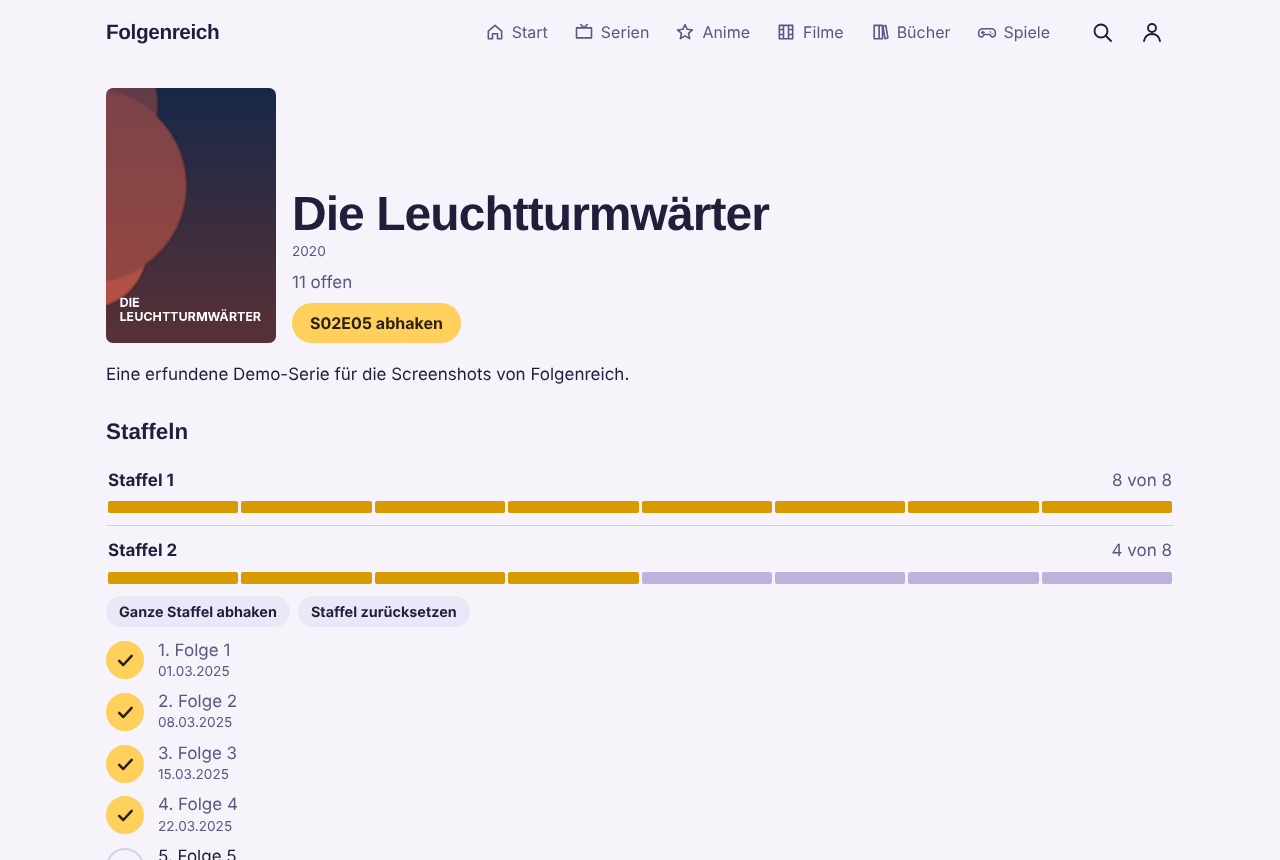 Folgenreich
Start
Serien
Anime
Filme
Bücher
Spiele
DIE
LEUCHTTURMWÄRTER
Die Leuchtturmwärter
2020
11 offen
S02E05 abhaken
Eine erfundene Demo-Serie für die Screenshots von Folgenreich.
Staffeln
Staffel 1
8 von 8
Staffel 2
4 von 8
Ganze Staffel abhaken
Staffel zurücksetzen
1. Folge 1
01.03.2025
2. Folge 2
08.03.2025
3. Folge 3
15.03.2025
4. Folge 4
22.03.2025
5. Folge 5